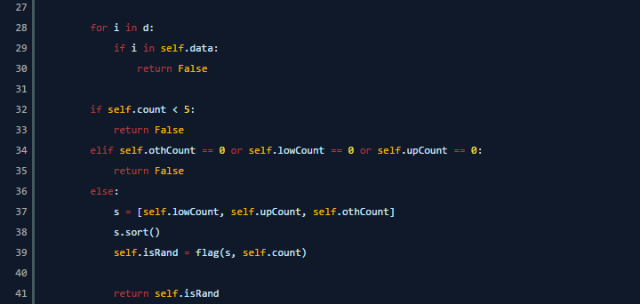 27
28 for i in d:
29 if i in self.data:
30 return False
31
32 if self.count < 5:
33 return False
34 elif self.othCount == 0 or self.lowCount == 0 or self.upCount == 0:
35 return False
36 else:
37 s = [self.lowCount, self.upCount, self.othCount]
38 s.sort()
39 self.isRand = flag(s, self.count)
40
41 return self.isRand